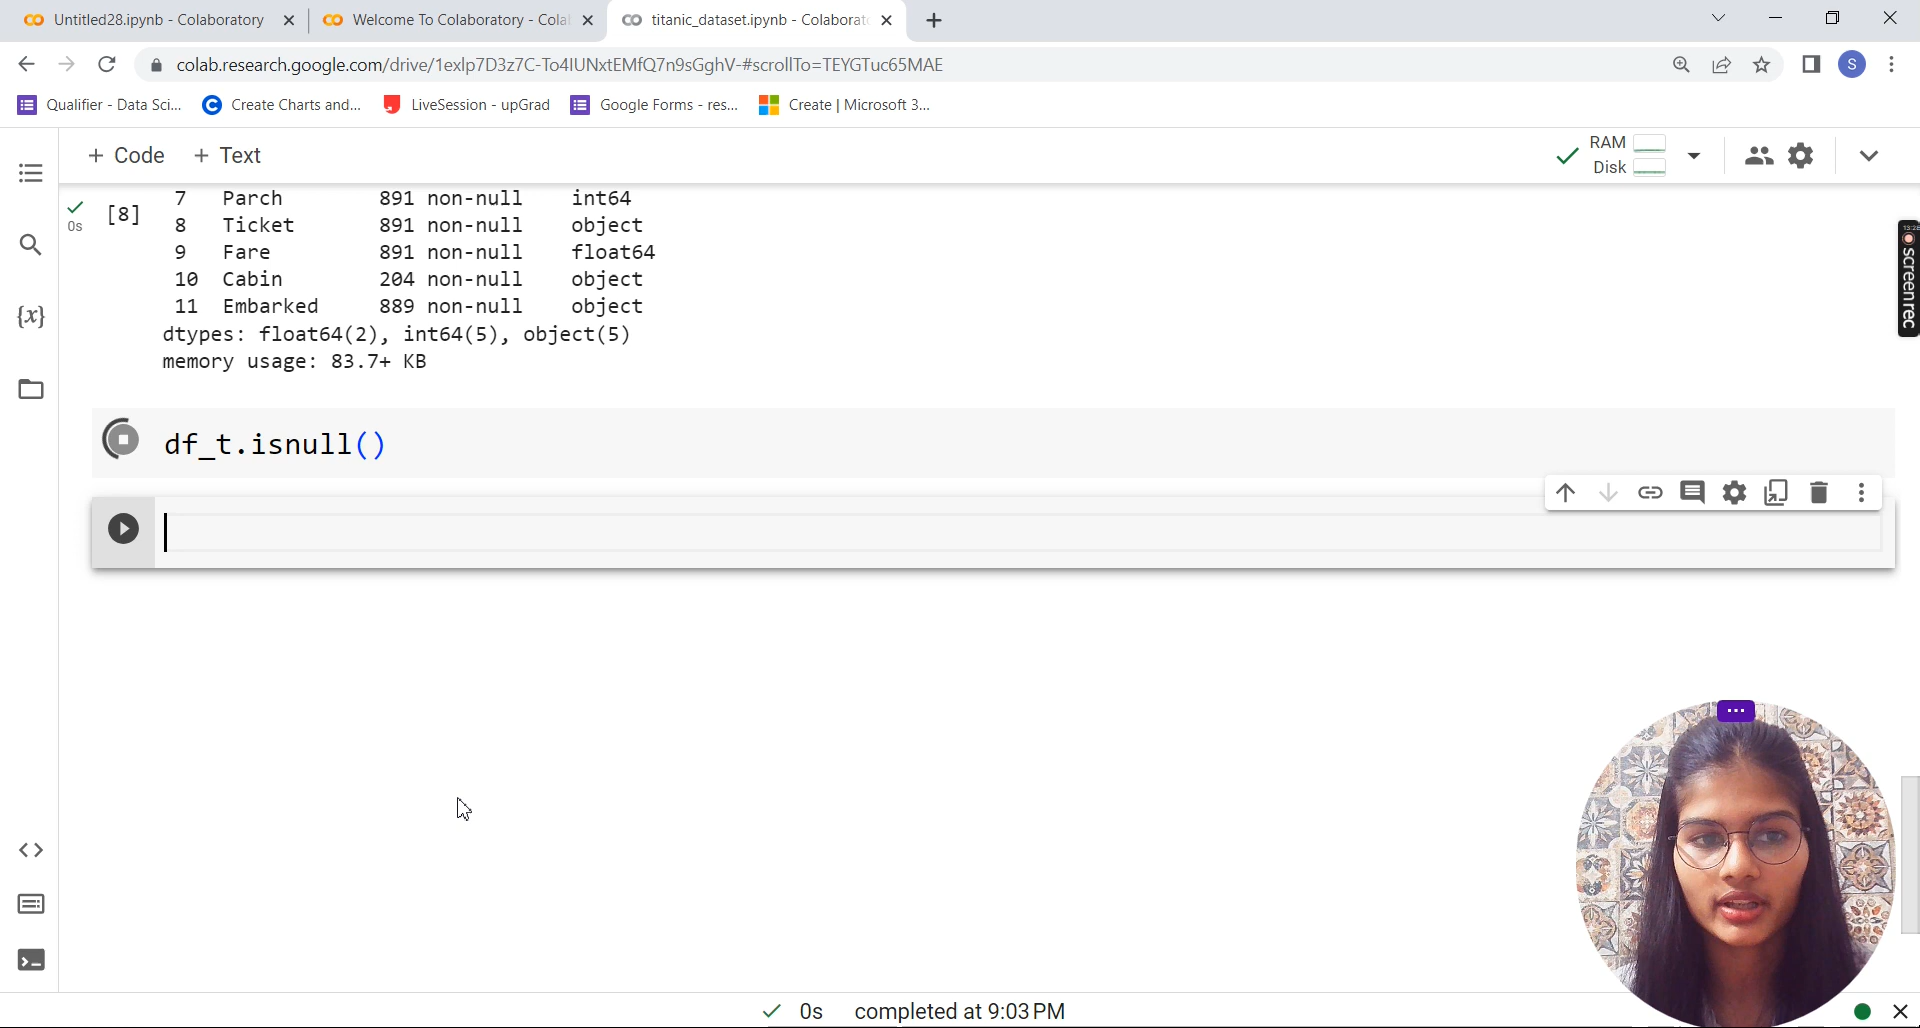 Untitled28.ipynb - Colaboratory
Welcome To Colaboratory - Cola
titanic_dataset.ipynb - Colaborat
colab.research.google.com/drive/1exlp7D3z7C-To4IUNxtEMfQ7n9sGghV-#scrollTo=TEYGTuc65MAE
S
Qualifier - Data Sci... Create Charts and... LiveSession - upGrad Google Forms - res... Create | Microsoft 3...
+ Code + Text
RAM
Disk
0s
[8]
7 Parch 891 non-null int64
8 Ticket 891 non-null object
9 Fare 891 non-null float64
10 Cabin 204 non-null object
11 Embarked 889 non-null object
dtypes: float64(2), int64(5), object(5)
memory usage: 83.7+ KB
{x}
13:28
screenrec
df_t.isnull()
0s completed at 9:03 PM